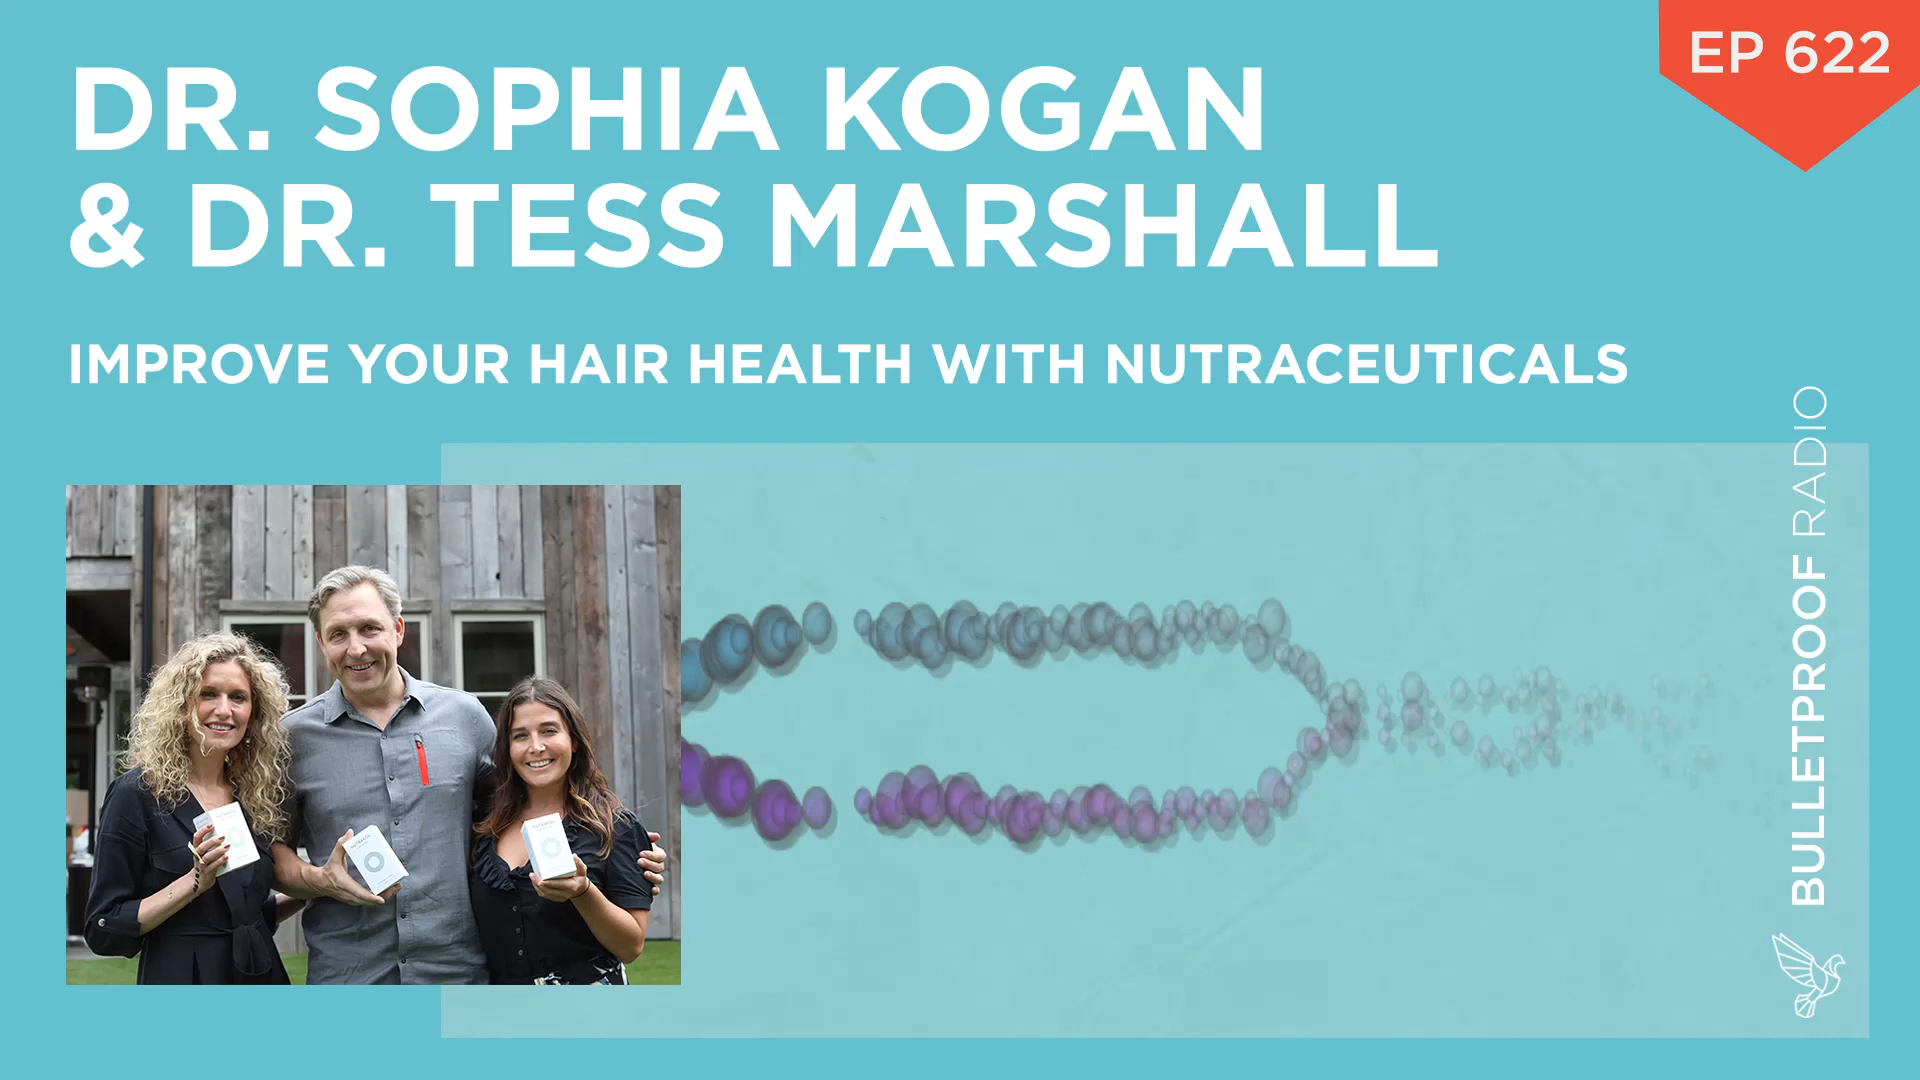 DR. SOPHIA KOGAN
& DR. TESS MARSHALL
EP 622
IMPROVE YOUR HAIR HEALTH WITH NUTRACEUTICALS
BULLETPROOF RADIO